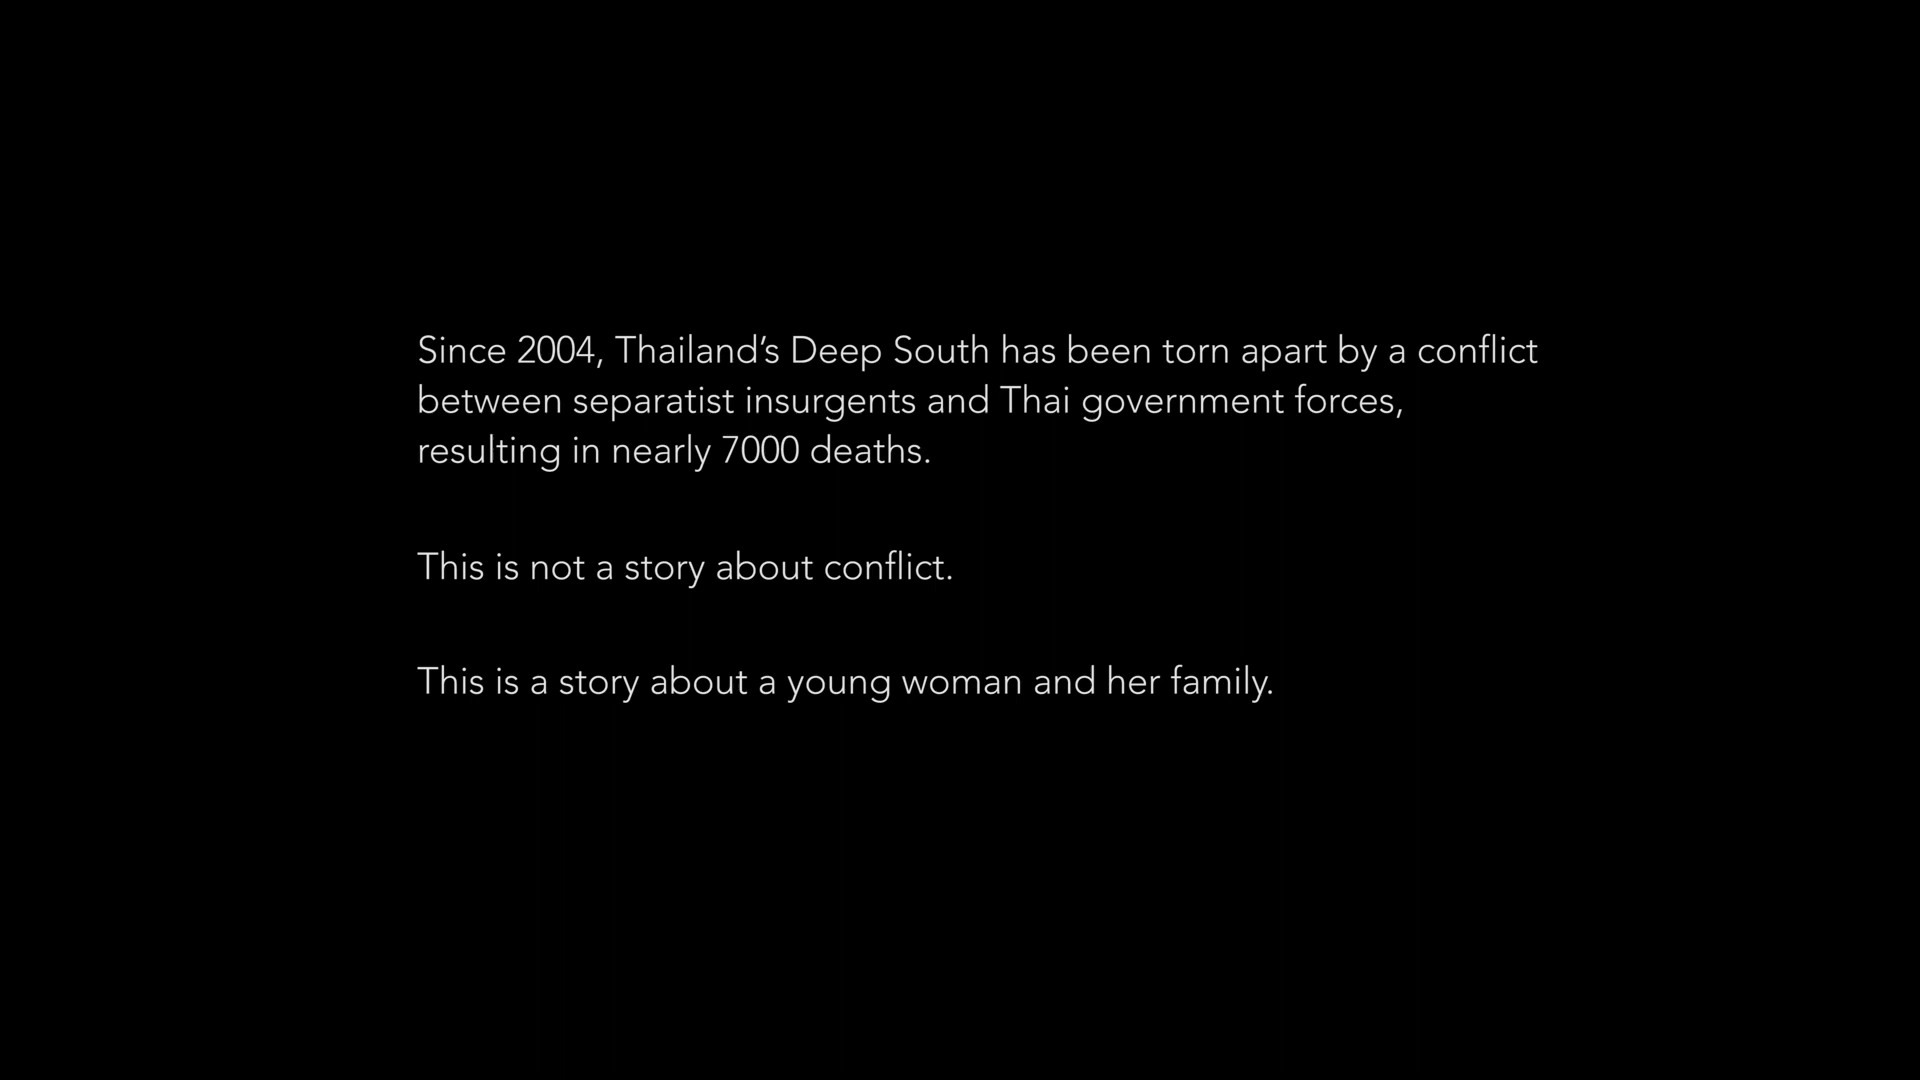 Since 2004, Thailand’s Deep South has been torn apart by a conflict
between separatist insurgents and Thai government forces,
resulting in nearly 7000 deaths.
This is not a story about conflict.
This is a story about a young woman and her family.